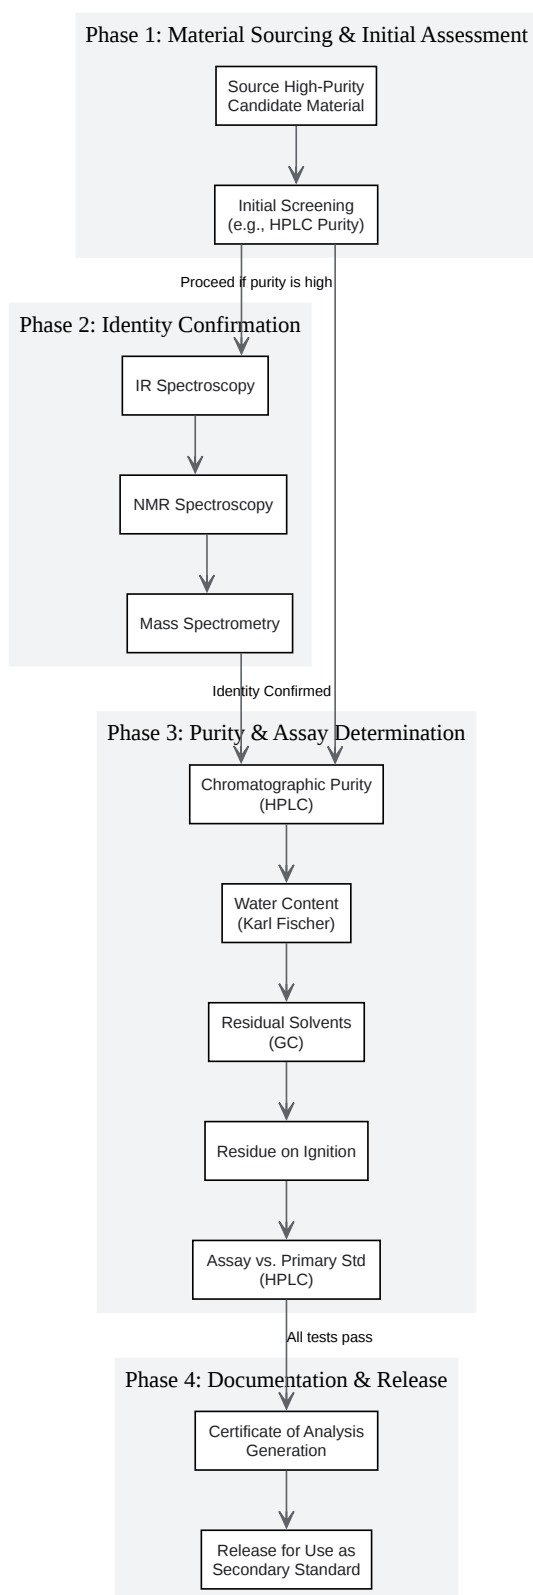 Phase 1: Material Sourcing & Initial Assessment
Source High-Purity
Candidate Material
Initial Screening
(e.g., HPLC Purity)
Proceed if purity is high
Phase 2: Identity Confirmation
IR Spectroscopy
NMR Spectroscopy
Mass Spectrometry
Identity Confirmed
Phase 3: Purity & Assay Determination
Chromatographic Purity
(HPLC)
Water Content
(Karl Fischer)
Residual Solvents
(GC)
Residue on Ignition
Assay vs. Primary Std
(HPLC)
All tests pass
Phase 4: Documentation & Release
Certificate of Analysis
Generation
Release for Use as
Secondary Standard